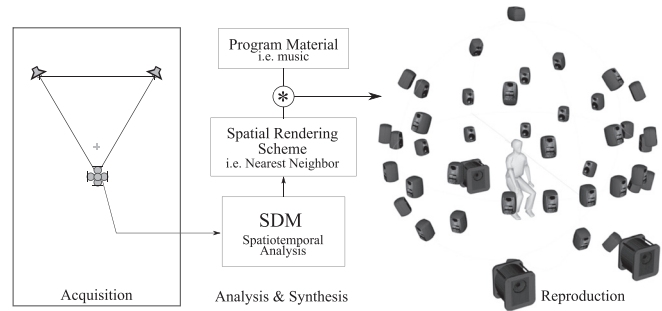 Program Material
i.e. music
*
Spatial Rendering
Scheme
i.e. Nearest Neighbor
SDM
Spatiotemporal
Analysis
Acquisition
Analysis & Synthesis
Reproduction